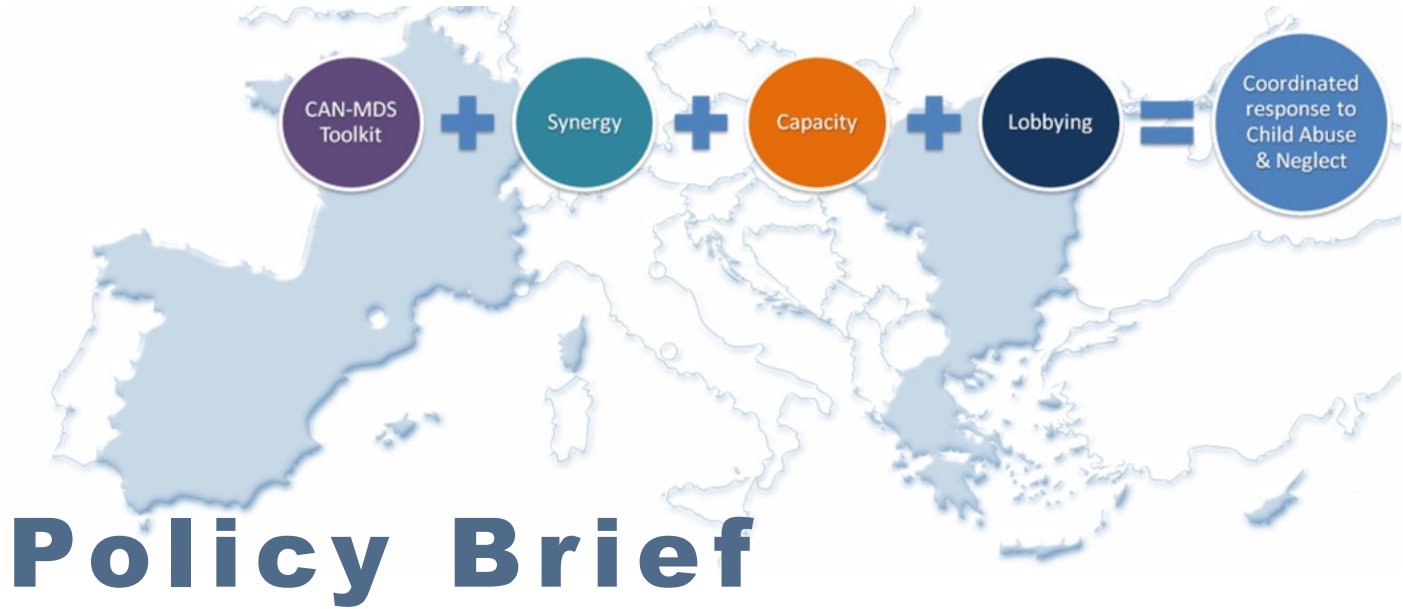 CAN-MDS
Toolkit
Synergy
Capacity
Lobbying
Coordinated
response to
Child Abuse
& Neglect
Policy Brief